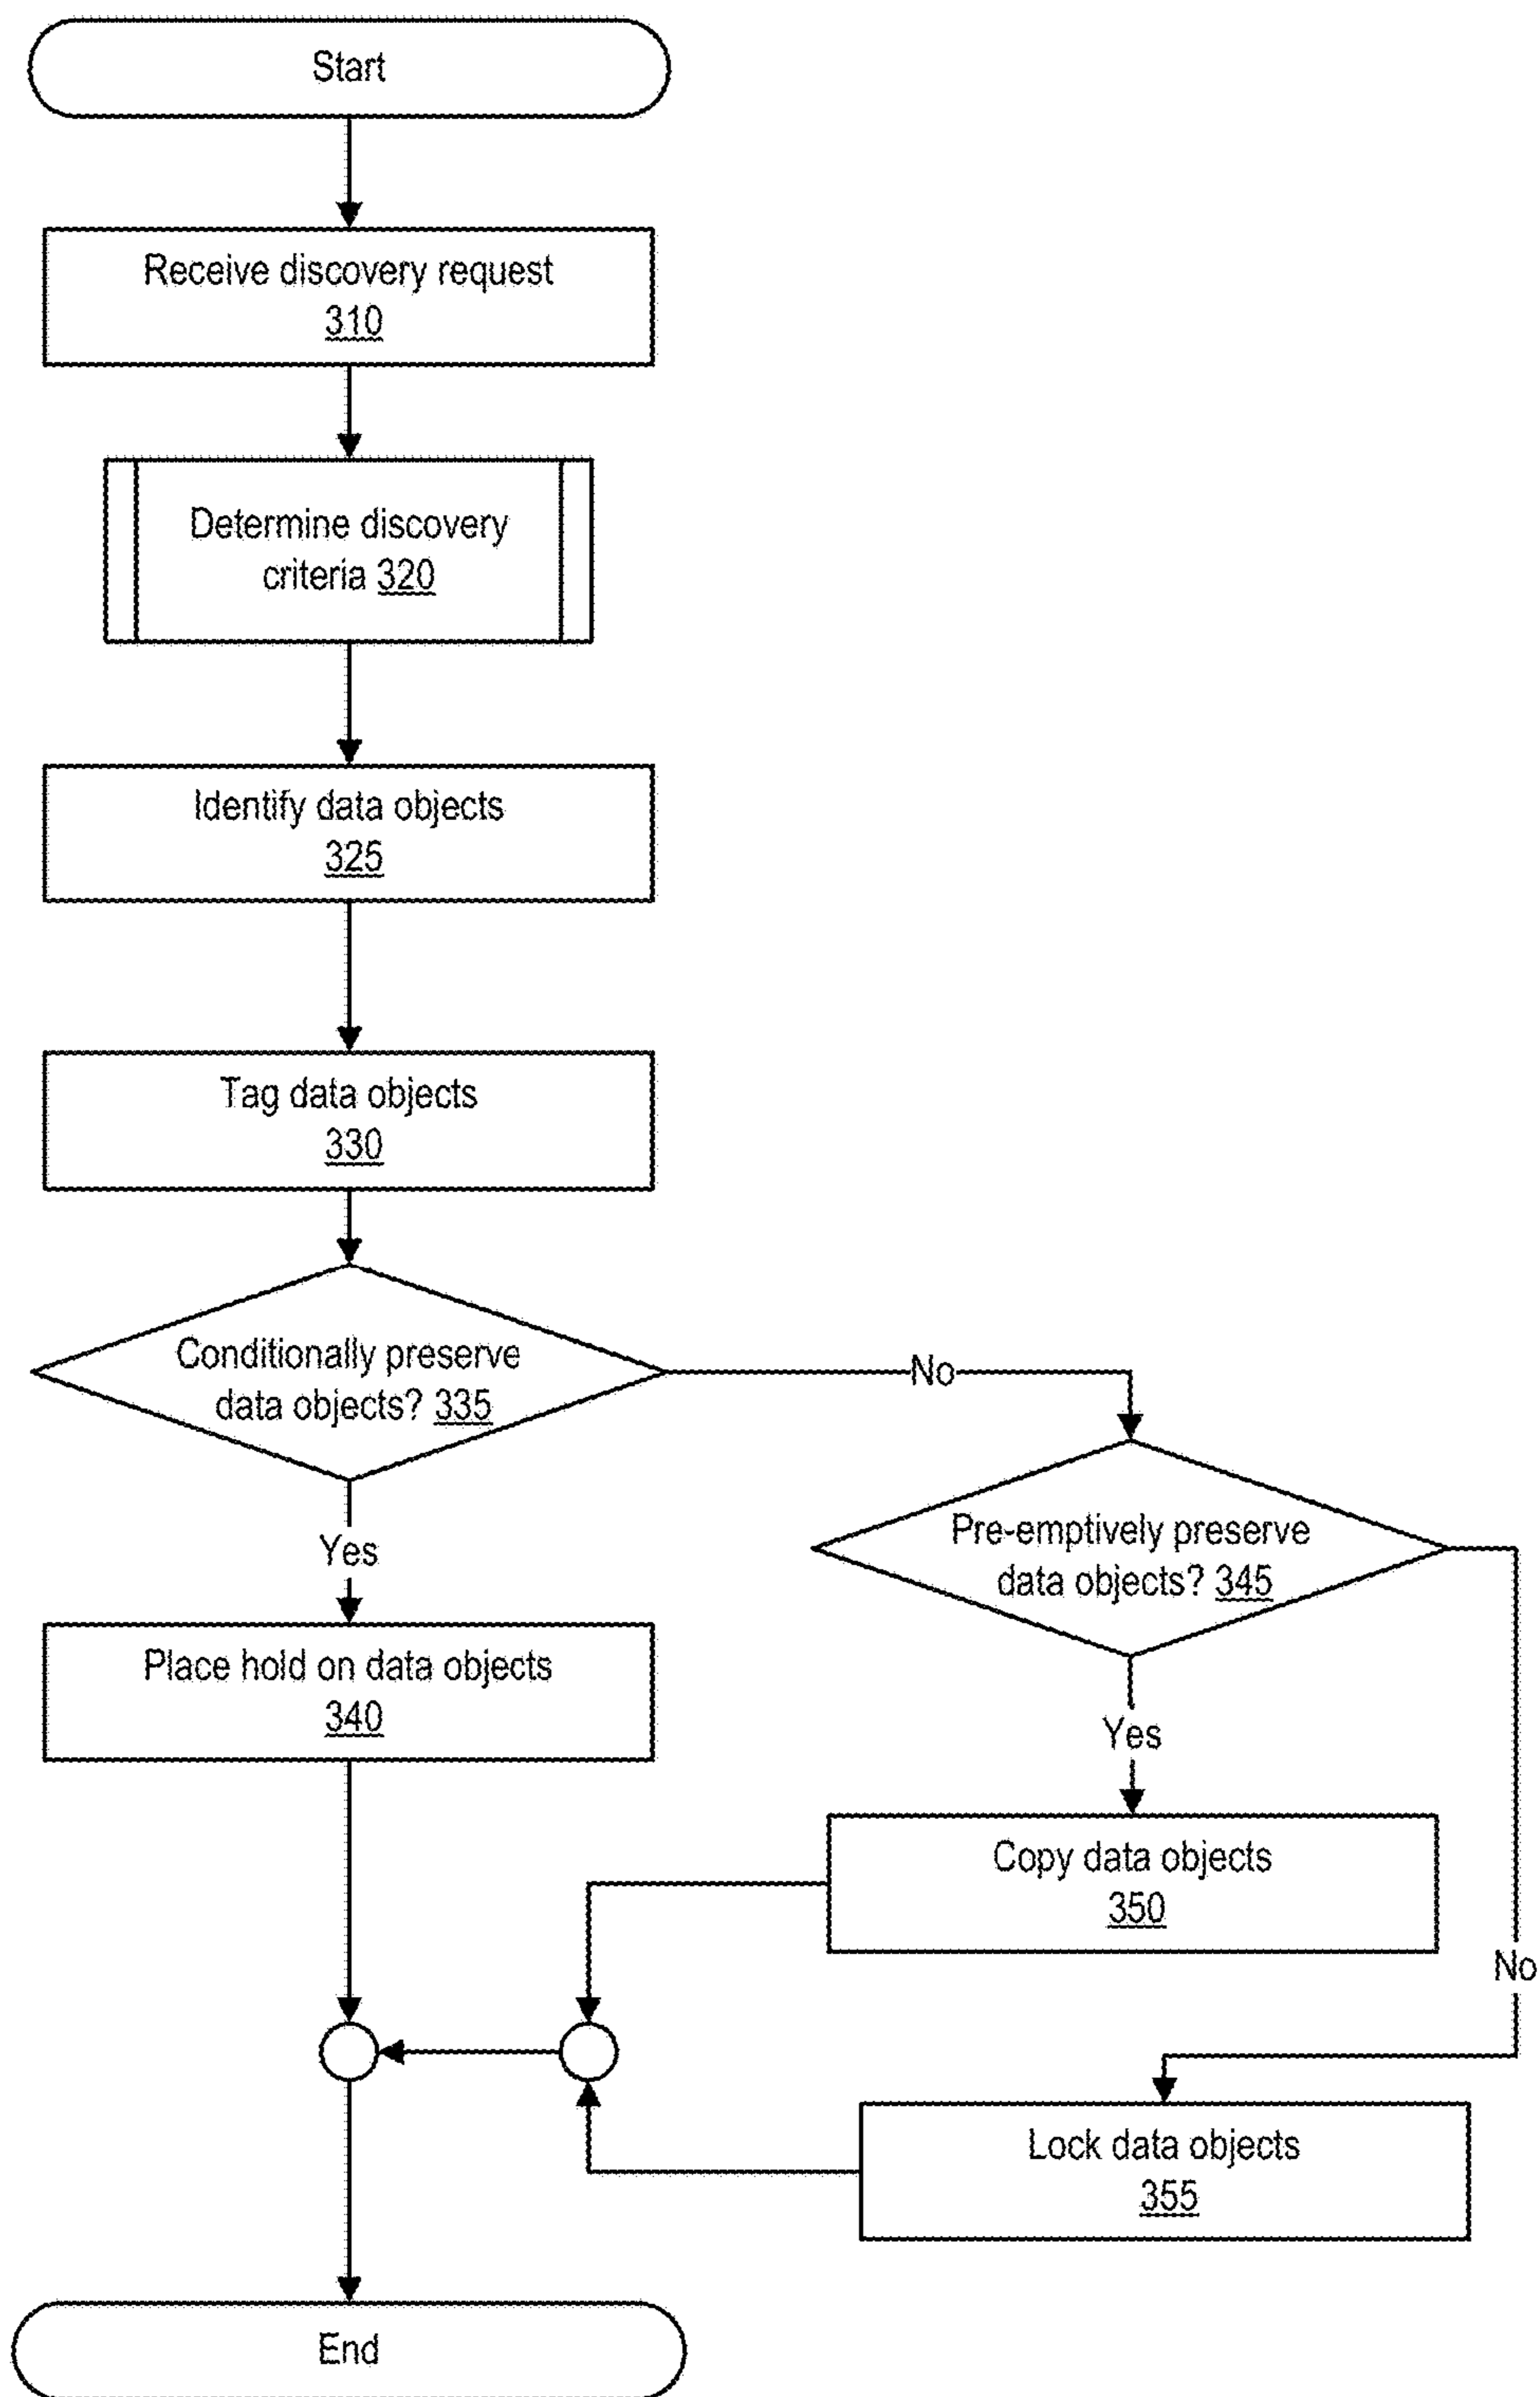 Start
Receive discovery request
310
Determine discovery
criteria 320
Identify data objects
325
Tag data objects
330
Conditionally preserve
data objects? 335
No
Yes
Pre-emptively preserve
data objects? 345
Place hold on data objects
340
Yes
Copy data objects
350
No
Lock data objects
355
End